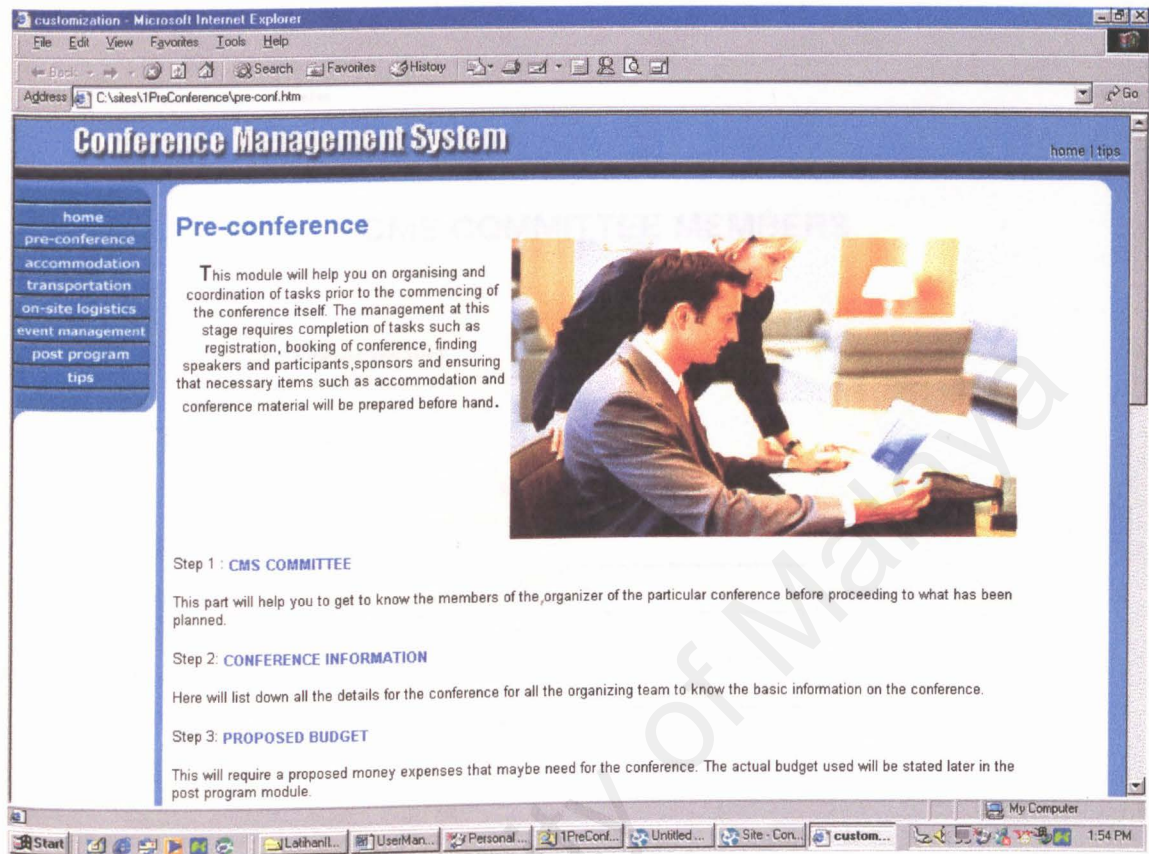 customization - Microsoft Internet Explorer
File Edit View Favorites Tools Help
Back Search Favorites History
Address C:\sites\1PreConference\pre-conf.htm Go
Conference Management System
home | tips
home
pre-conference
accommodation
transportation
on-site logistics
event management
post program
tips
Pre-conference
CMS COMMITTEE MEMBERS
This module will help you on organising and
coordination of tasks prior to the commencing of
the conference itself. The management at this
stage requires completion of tasks such as
registration, booking of conference, finding
speakers and participants,sponsors and ensuring
that necessary items such as accommodation and
conference material will be prepared before hand.
Step 1 : CMS COMMITTEE
This part will help you to get to know the members of the organizer of the particular conference before proceeding to what has been
planned.
Step 2: CONFERENCE INFORMATION
Here will list down all the details for the conference for all the organizing team to know the basic information on the conference.
Step 3: PROPOSED BUDGET
This will require a proposed money expenses that maybe need for the conference. The actual budget used will be stated later in the
post program module.
My Computer
Start LatihanIl... UserMan... Personal ... 1PreConf... Untitled ... Site - Con... custom... 1:54 PM
of Malaya